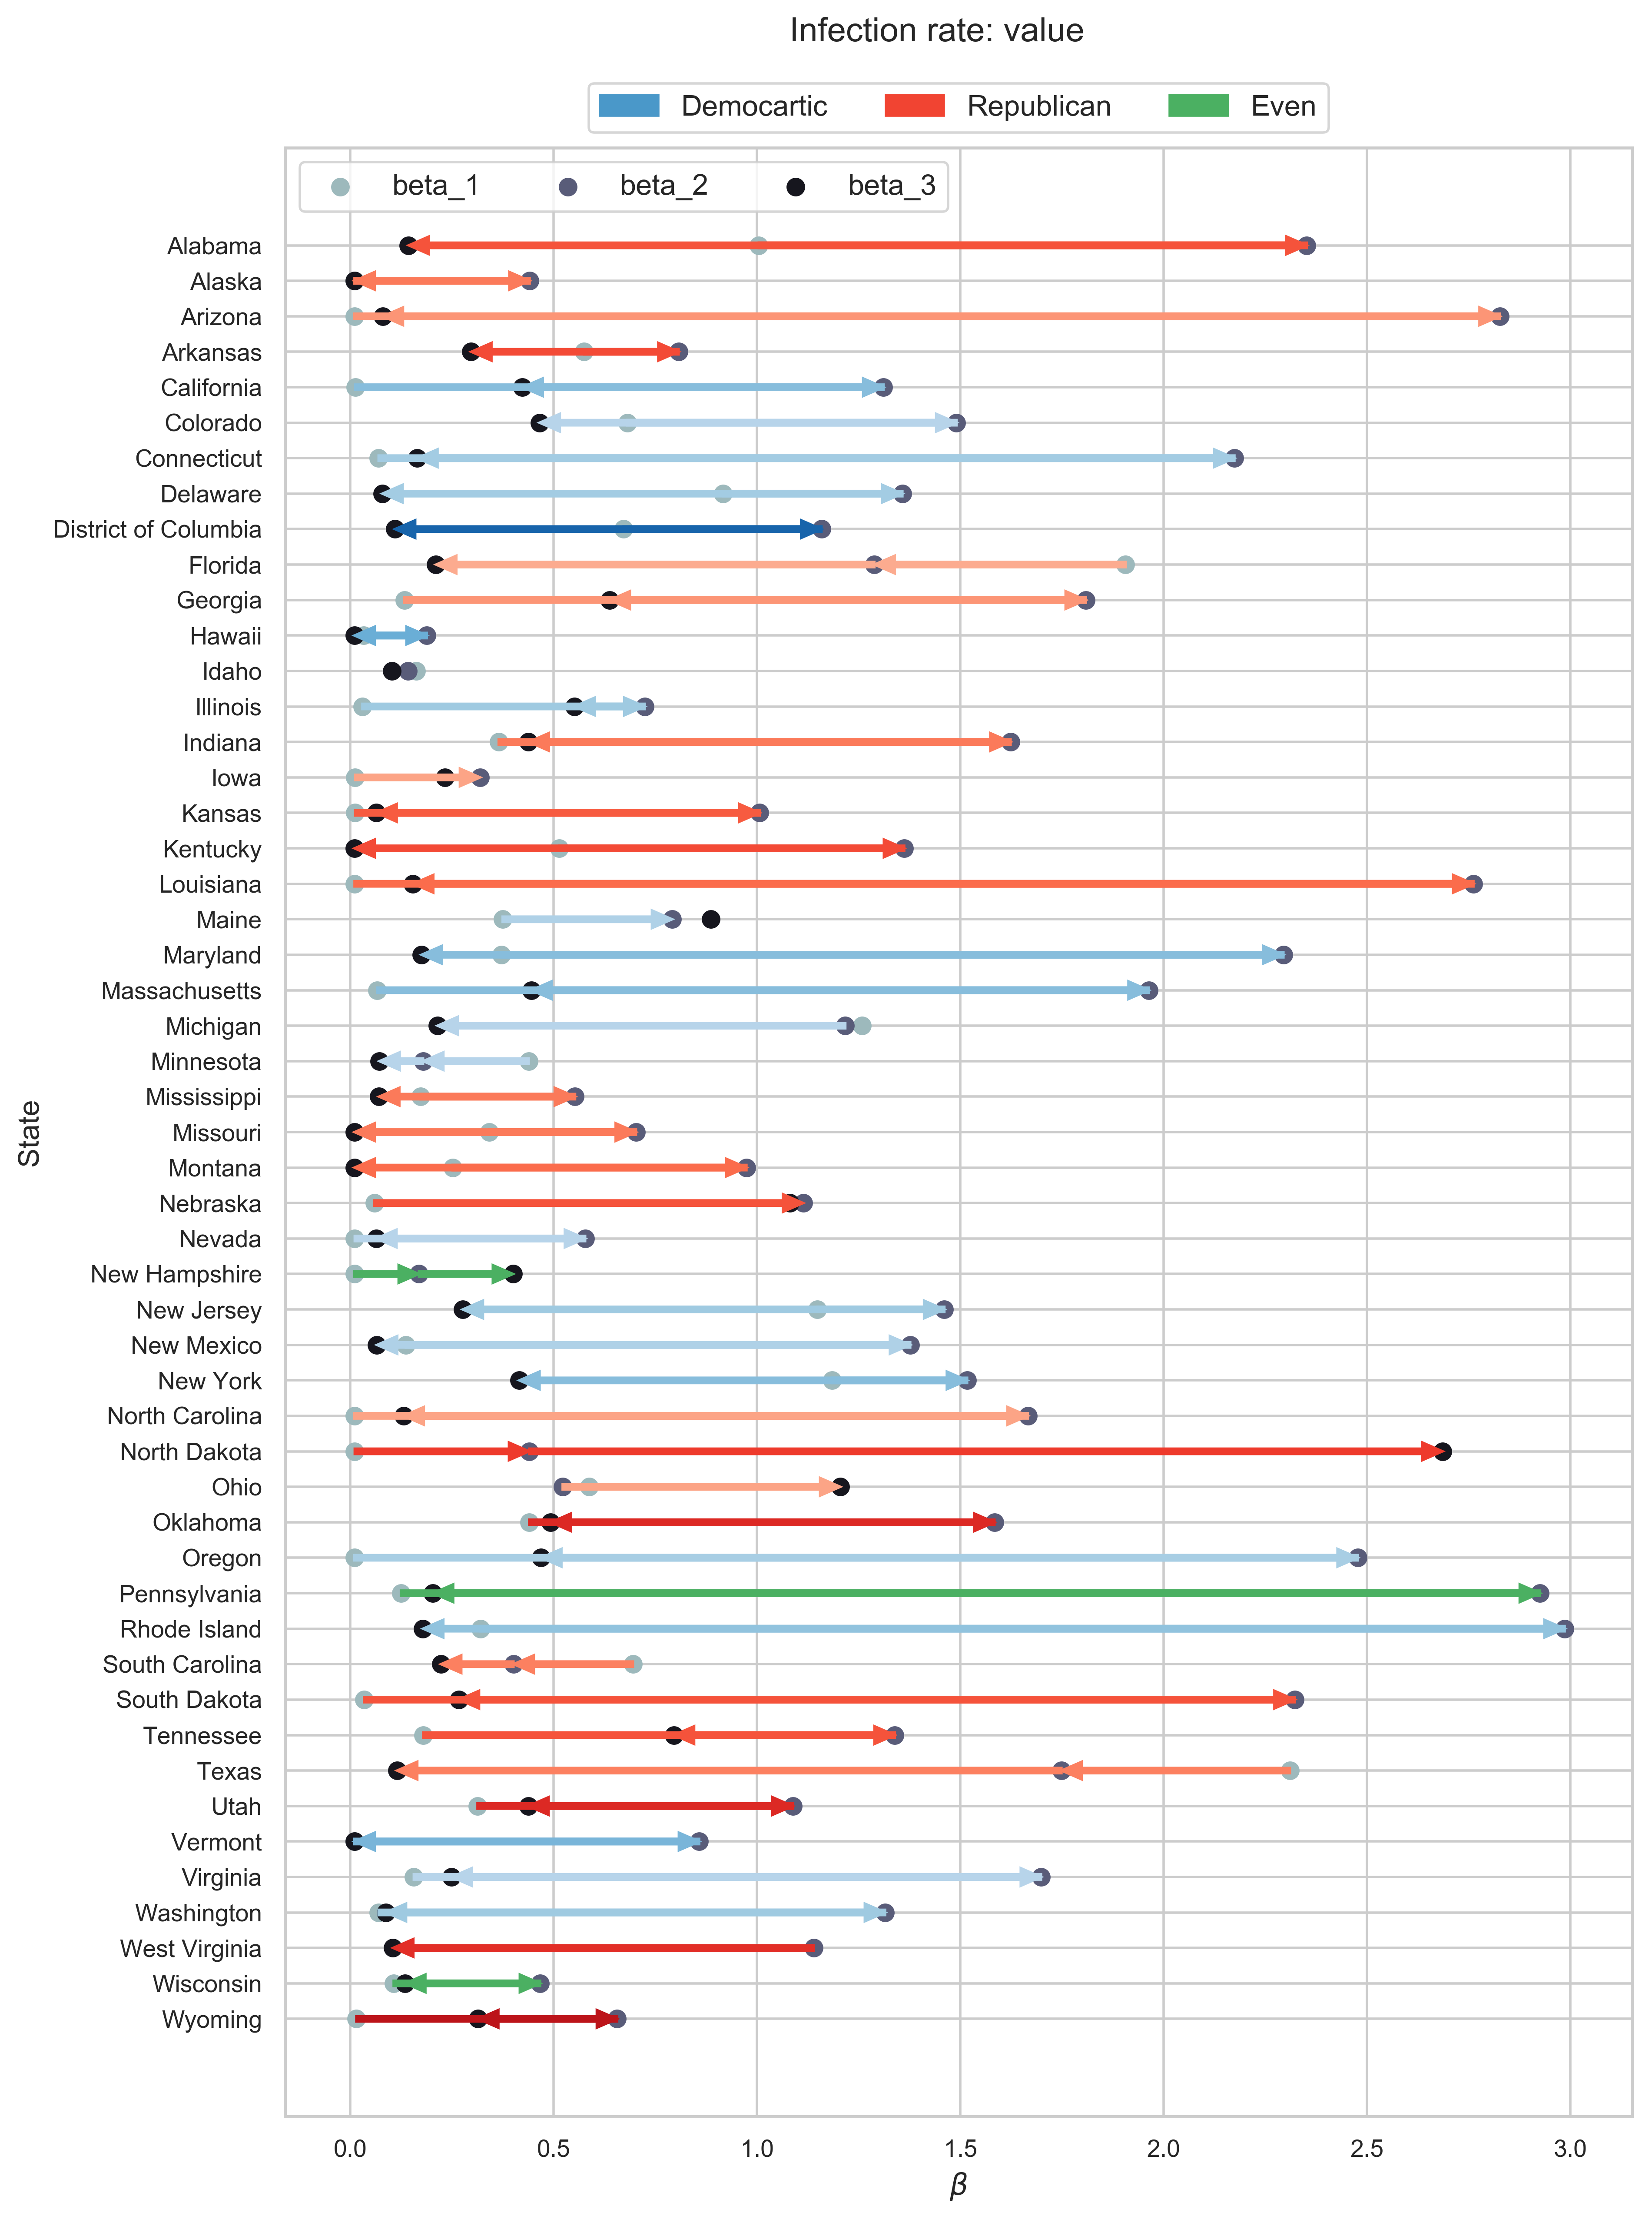 Infection rate: value
Democartic Republican Even
beta_1 beta_2 beta_3
Alabama
Alaska
Arizona
Arkansas
California
Colorado
Connecticut
Delaware
District of Columbia
Florida
Georgia
Hawaii
Idaho
Illinois
Indiana
Iowa
Kansas
Kentucky
Louisiana
Maine
Maryland
Massachusetts
Michigan
Minnesota
Mississippi
Missouri
Montana
Nebraska
Nevada
New Hampshire
New Jersey
New Mexico
New York
North Carolina
North Dakota
Ohio
Oklahoma
Oregon
Pennsylvania
Rhode Island
South Carolina
South Dakota
Tennessee
Texas
Utah
Vermont
Virginia
Washington
West Virginia
Wisconsin
Wyoming
State
0.0 0.5 1.0 1.5 2.0 2.5 3.0
β